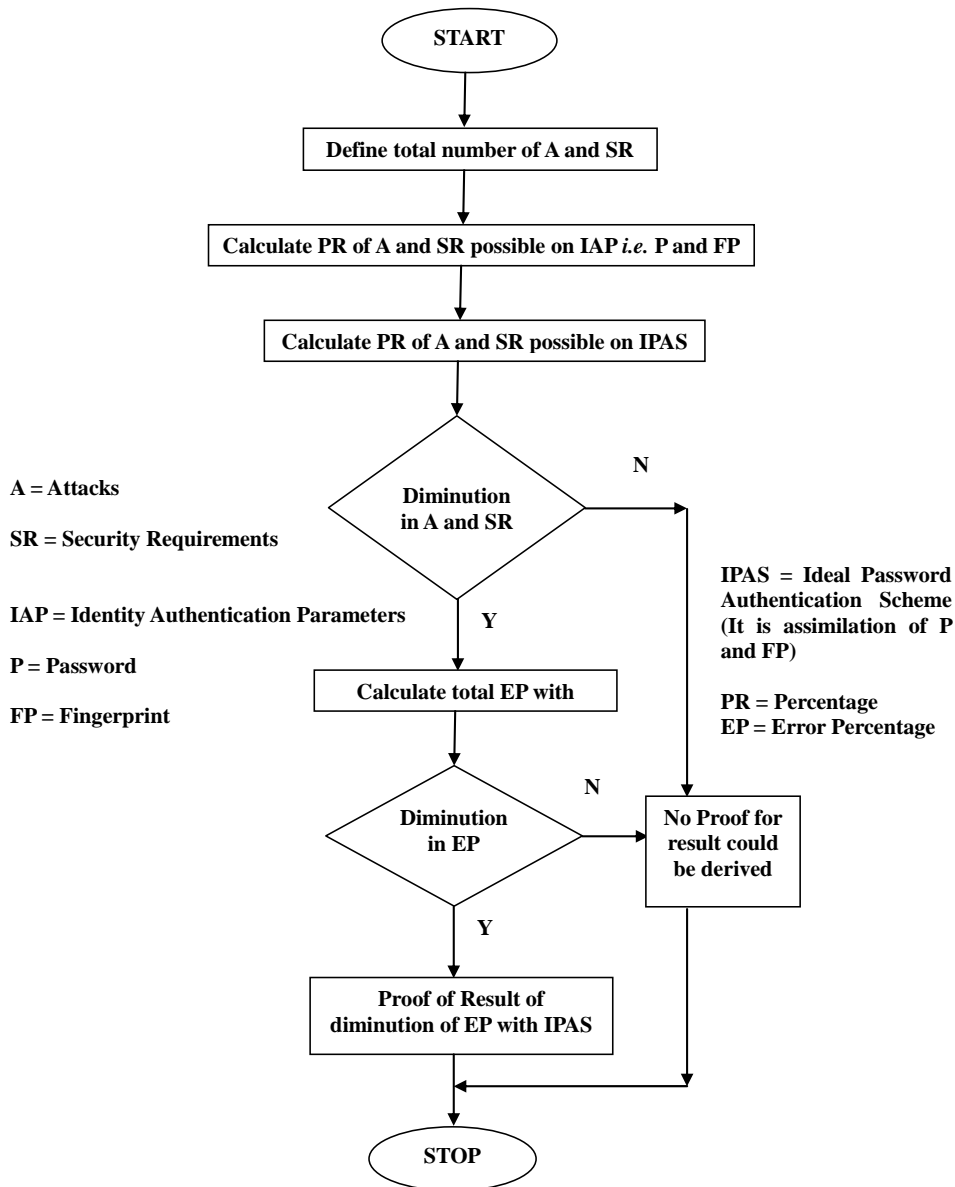 START
Define total number of A and SR
Calculate PR of A and SR possible on IAP i.e. P and FP
Calculate PR of A and SR possible on IPAS
Diminution
in A and SR
N
Y
A = Attacks
SR = Security Requirements
IAP = Identity Authentication Parameters
P = Password
FP = Fingerprint
IPAS = Ideal Password
Authentication Scheme
(It is assimilation of P
and FP)
PR = Percentage
EP = Error Percentage
Calculate total EP with
Diminution
in EP
N
Y
No Proof for
result could
be derived
Proof of Result of
diminution of EP with IPAS
STOP